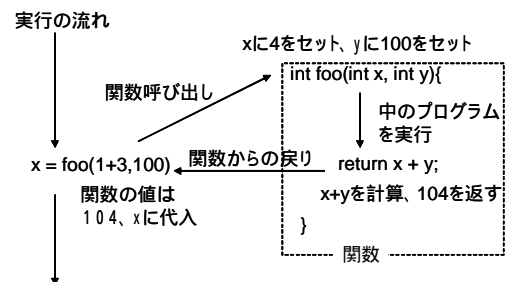 実行の流れ
xに4をセット、yに100をセット
int foo(int x, int y){
関数呼び出し
中のプログラム
を実行
x = foo(1+3,100)
関数からの戻り
return x + y;
関数の値は
104、xに代入
x+yを計算、104を返す
}
関数